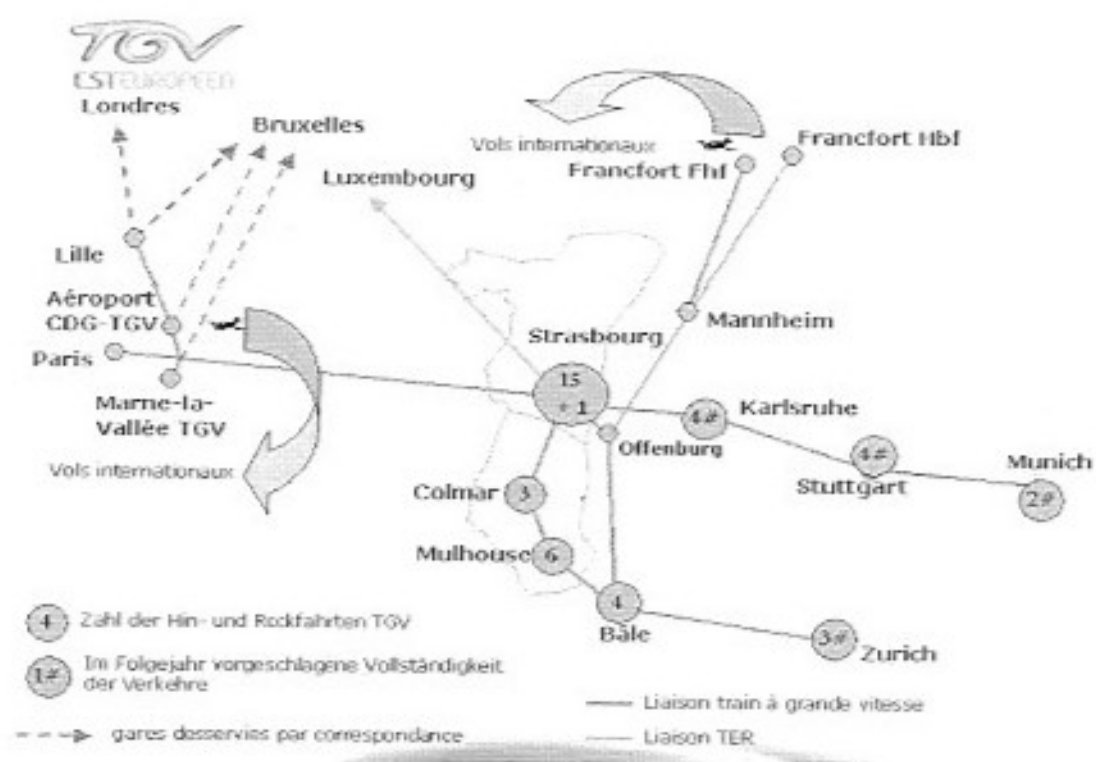 TGV
EST EUROPEEN
Londres
Bruxelles
Luxembourg
Vols internationaux
Francfort Fhf
Francfort Hbf
Lille
Aéroport
CDG-TGV
Paris
Marne-la-
Vallée TGV
Vols internationaux
Strasbourg
15
+ 1
Mannheim
4#
Karlsruhe
Offenburg
4#
Stuttgart
Munich
2#
Colmar
3
Mulhouse
6
4
Bâle
3#
Zurich
4
Zahl der Hin- und Rückfahrten TGV
1#
Im Folgejahr vorgeschlagene Vollständigkeit
der Verkehre
gares desservies par correspondance
Liaison train à grande vitesse
Liaison TER